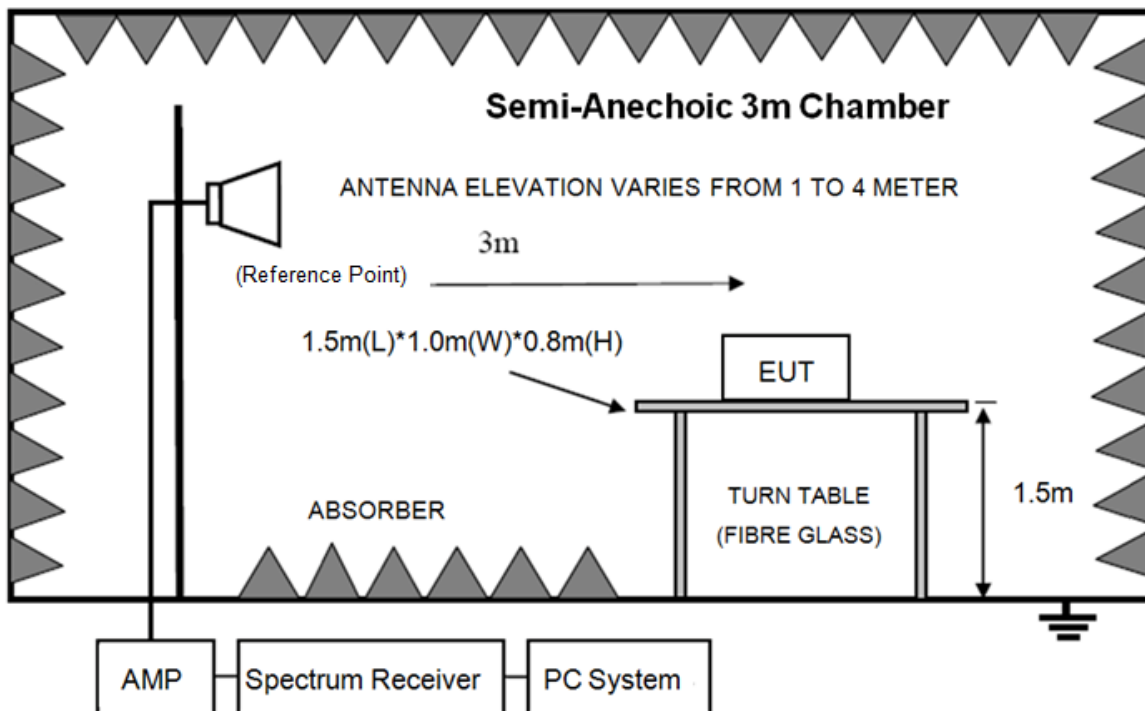 Semi-Anechoic 3m Chamber
ANTENNA ELEVATION VARIES FROM 1 TO 4 METER
3m
(Reference Point)
1.5m(L)*1.0m(W)*0.8m(H)
EUT
ABSORBER
TURN TABLE
(FIBRE GLASS)
1.5m
AMP
Spectrum Receiver
PC System